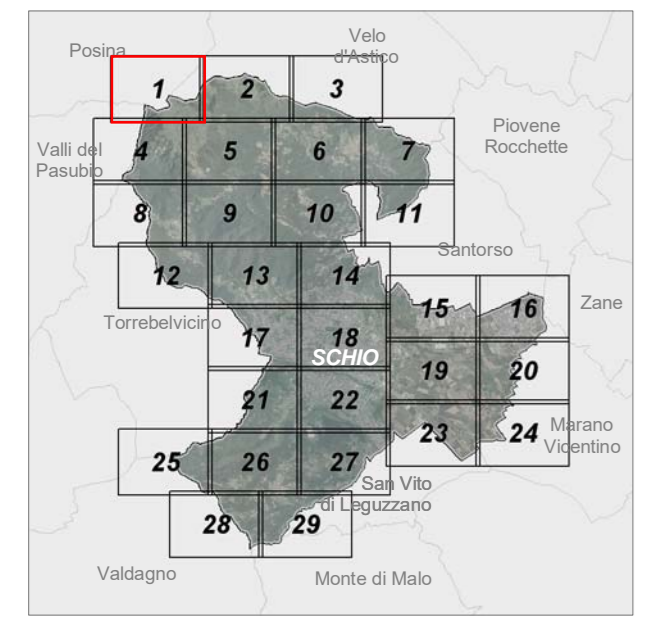 Velo
d'Astico
Posina
1
2
3
Piovene
Rocchette
Valli del
Pasubio
4
5
6
7
8
9
10
11
Santorso
12
13
14
15
16
Zane
Torrebelvicino
17
18
SCHIO
19
20
21
22
23
24
Marano
Vicentino
25
26
27
San Vito
di Leguzzano
28
29
Valdagno
Monte di Malo